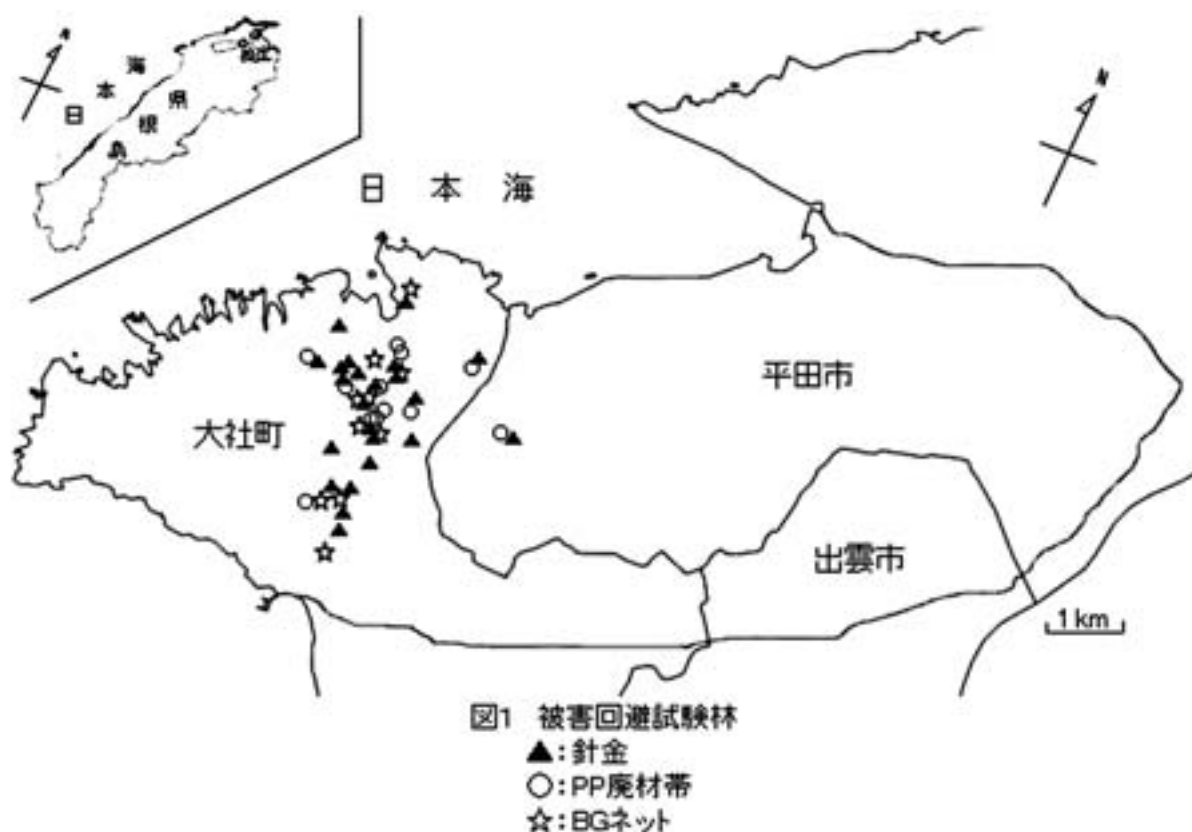 N
日本海
島根県
松江
N
日本海
平田市
大社町
出雲市
1km
図1 被害回避試験林
▲:針金
○:PP廃材帯
☆:BGネット